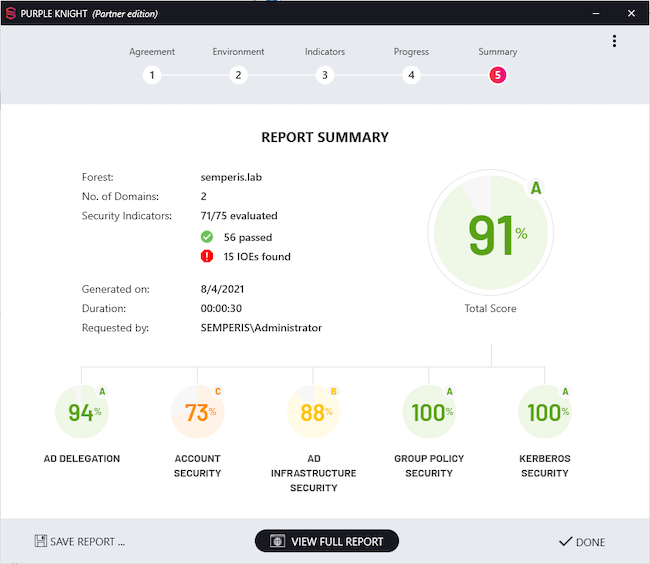 PURPLE KNIGHT (Partner edition)
Agreement Environment Indicators Progress Summary
1 2 3 4 5
REPORT SUMMARY
Forest: semperis.lab
No. of Domains: 2
Security Indicators: 71/75 evaluated
56 passed
15 IOEs found
Generated on: 8/4/2021
Duration: 00:00:30
Requested by: SEMPERIS\Administrator
A
91%
Total Score
A C B A A
94% 73% 88% 100% 100%
AD DELEGATION
ACCOUNT
SECURITY
AD
INFRASTRUCTURE
SECURITY
GROUP POLICY
SECURITY
KERBEROS
SECURITY
SAVE REPORT ... VIEW FULL REPORT DONE